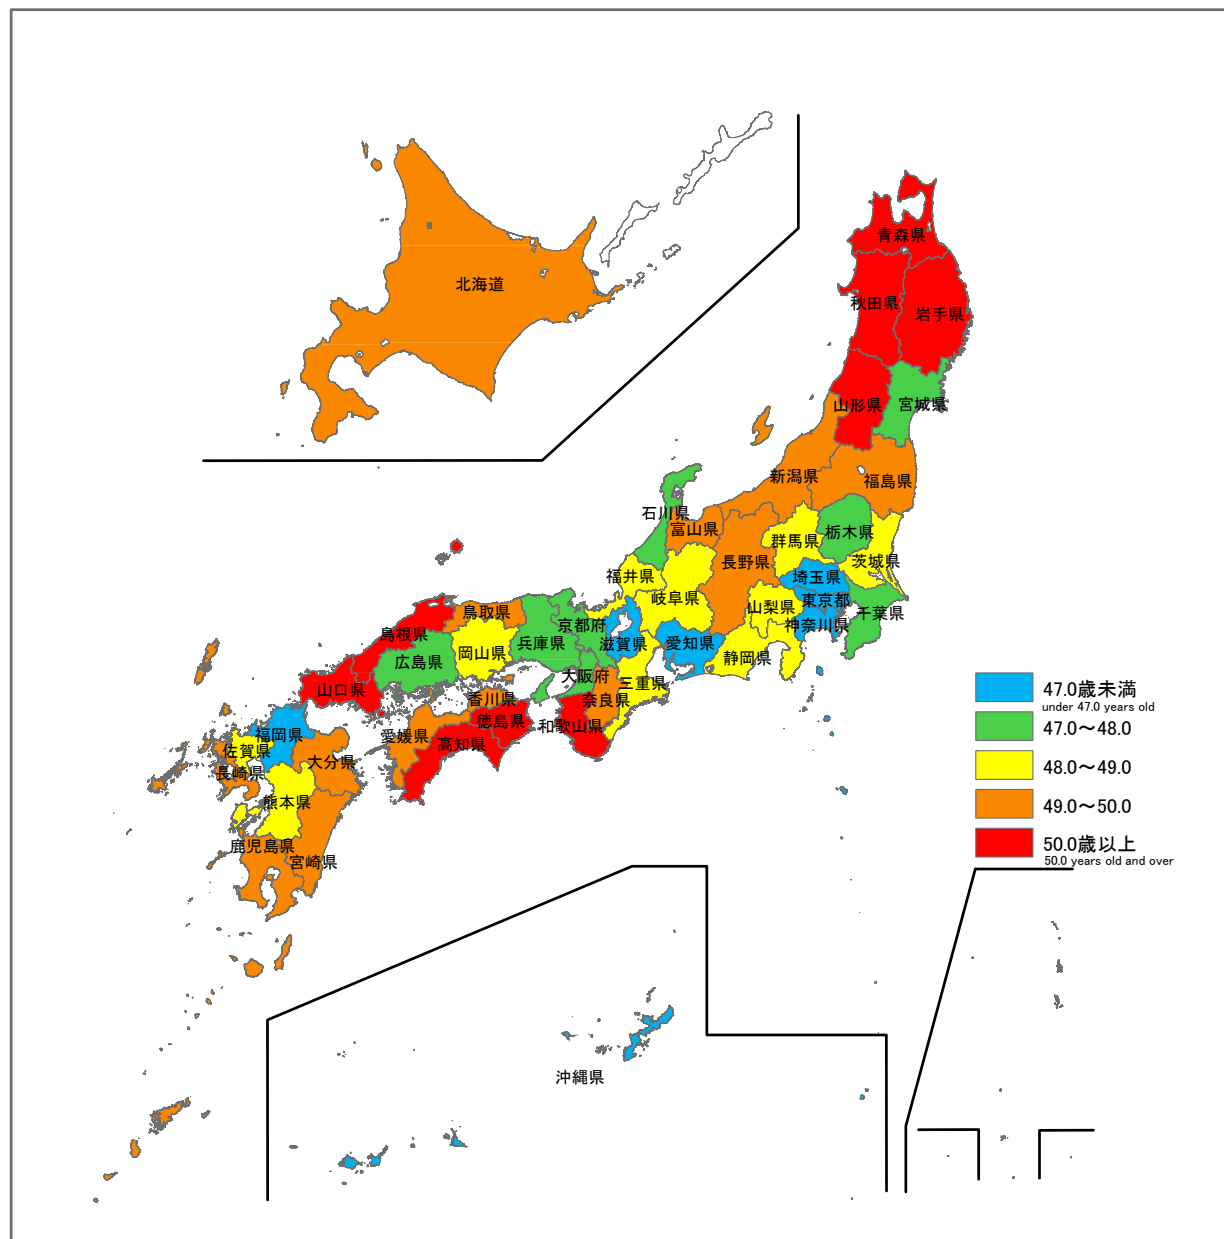 北海道
青森県
秋田県
岩手県
山形県
宮城県
新潟県
福島県
石川県
富山県
群馬県
栃木県
長野県
茨城県
福井県
埼玉県
岐阜県
東京都
山梨県
千葉県
鳥取県
京都府
神奈川県
島根県
兵庫県
滋賀県
愛知県
岡山県
静岡県
広島県
大阪府
三重県
山口県
香川県
奈良県
徳島県
和歌山県
福岡県
愛媛県
高知県
佐賀県
大分県
長崎県
熊本県
鹿児島県
宮崎県
沖縄県
47.0歳未満
under 47.0 years old
47.0～48.0
48.0～49.0
49.0～50.0
50.0歳以上
50.0 years old and over